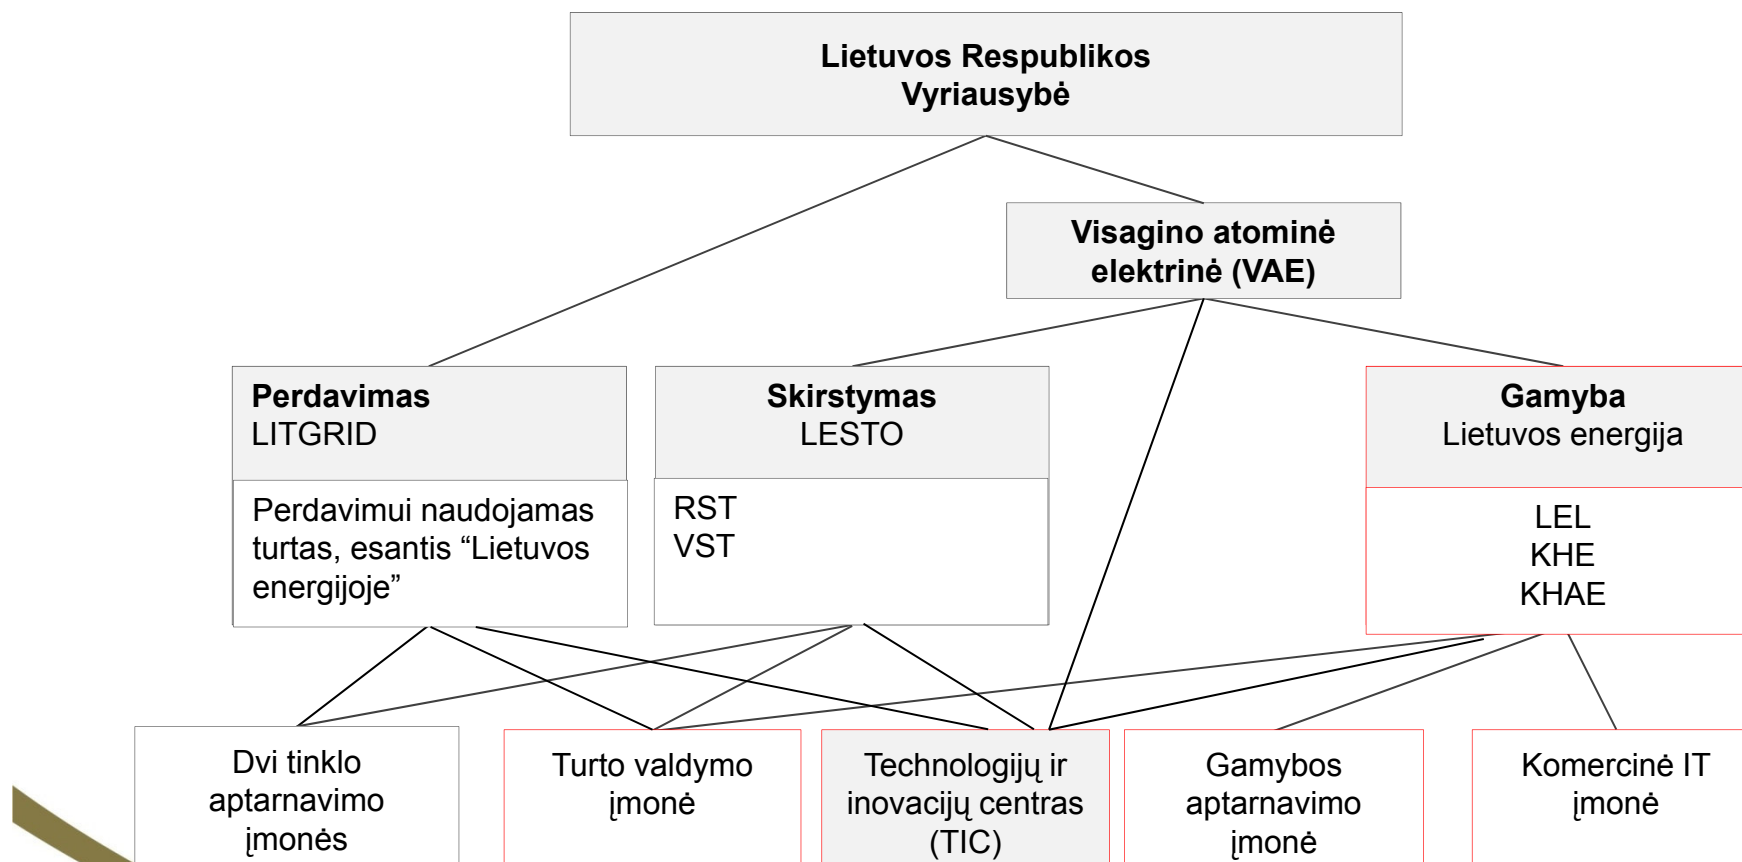 Lietuvos Respublikos
Vyriausybė
Visagino atominė
elektrinė (VAE)
Perdavimas
LITGRID
Perdavimui naudojamas
turtas, esantis “Lietuvos
energijoje”
Skirstymas
LESTO
RST
VST
Gamyba
Lietuvos energija
LEL
KHE
KHAE
Dvi tinklo
aptarnavimo
įmonės
Turto valdymo
įmonė
Technologijų ir
inovacijų centras
(TIC)
Gamybos
aptarnavimo
įmonė
Komercinė IT
įmonė